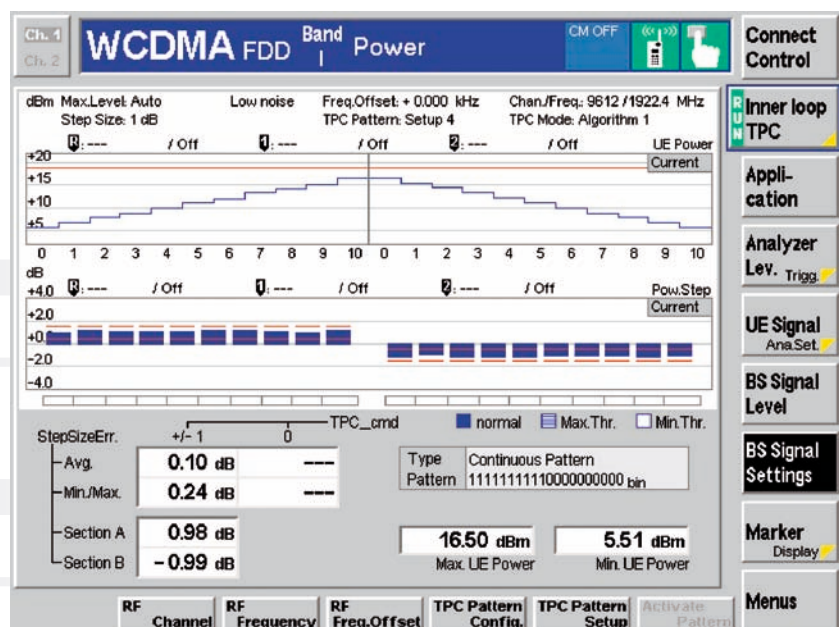 Ch. 1
Ch. 2
WCDMA FDD Band I Power
CM OFF
Connect Control
dBm Max.Level: Auto Low noise Freq.Offset: + 0.000 kHz Chan./Freq.: 9612 / 1922.4 MHz
Step Size: 1 dB TPC Pattern: Setup 4 TPC Mode: Algorithm 1
R: --- / Off 1: --- / Off 2: --- / Off UE Power
Current
+20
+15
+10
+5
0 1 2 3 4 5 6 7 8 9 10 0 1 2 3 4 5 6 7 8 9 10
dB
+4.0 R: --- / Off 1: --- / Off 2: --- / Off Pow.Step
Current
+2.0
+0.
-2.0
-4.0
TPC_cmd normal Max.Thr. Min.Thr.
StepSizeErr. +/- 1 0
Avg. 0.10 dB ---
Min./Max. 0.24 dB ---
Section A 0.98 dB
Section B - 0.99 dB
Type Continuous Pattern
Pattern 11111111110000000000 bin
16.50 dBm 5.51 dBm
Max. UE Power Min. UE Power
RUN
Inner loop TPC
Appli-
cation
Analyzer
Lev. Trigg.
UE Signal
Ana.Set.
BS Signal
Level
BS Signal
Settings
Marker
Display
Menus
RF Channel
RF Frequency
RF Freq.Offset
TPC Pattern Config.
TPC Pattern Setup
Activate Pattern